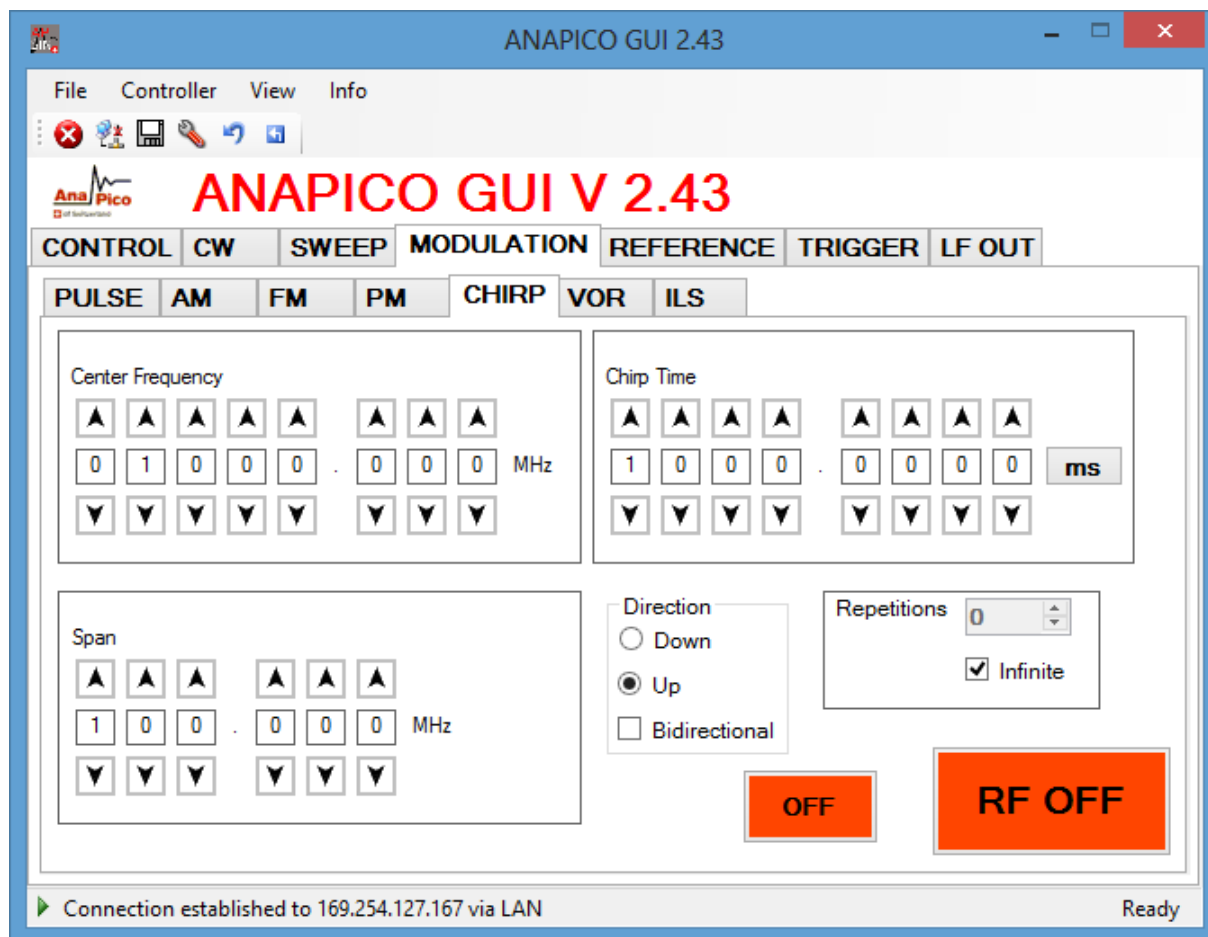 ANAPICO GUI 2.43
File Controller View Info
Ana Pico
ANAPICO GUI V 2.43
CONTROL CW SWEEP MODULATION REFERENCE TRIGGER LF OUT
PULSE AM FM PM CHIRP VOR ILS
Center Frequency
0 1 0 0 0 . 0 0 0 MHz
Chirp Time
1 0 0 0 . 0 0 0 0 ms
Span
1 0 0 . 0 0 0 MHz
Direction
Down
Up
Bidirectional
Repetitions 0
Infinite
OFF
RF OFF
Connection established to 169.254.127.167 via LAN
Ready